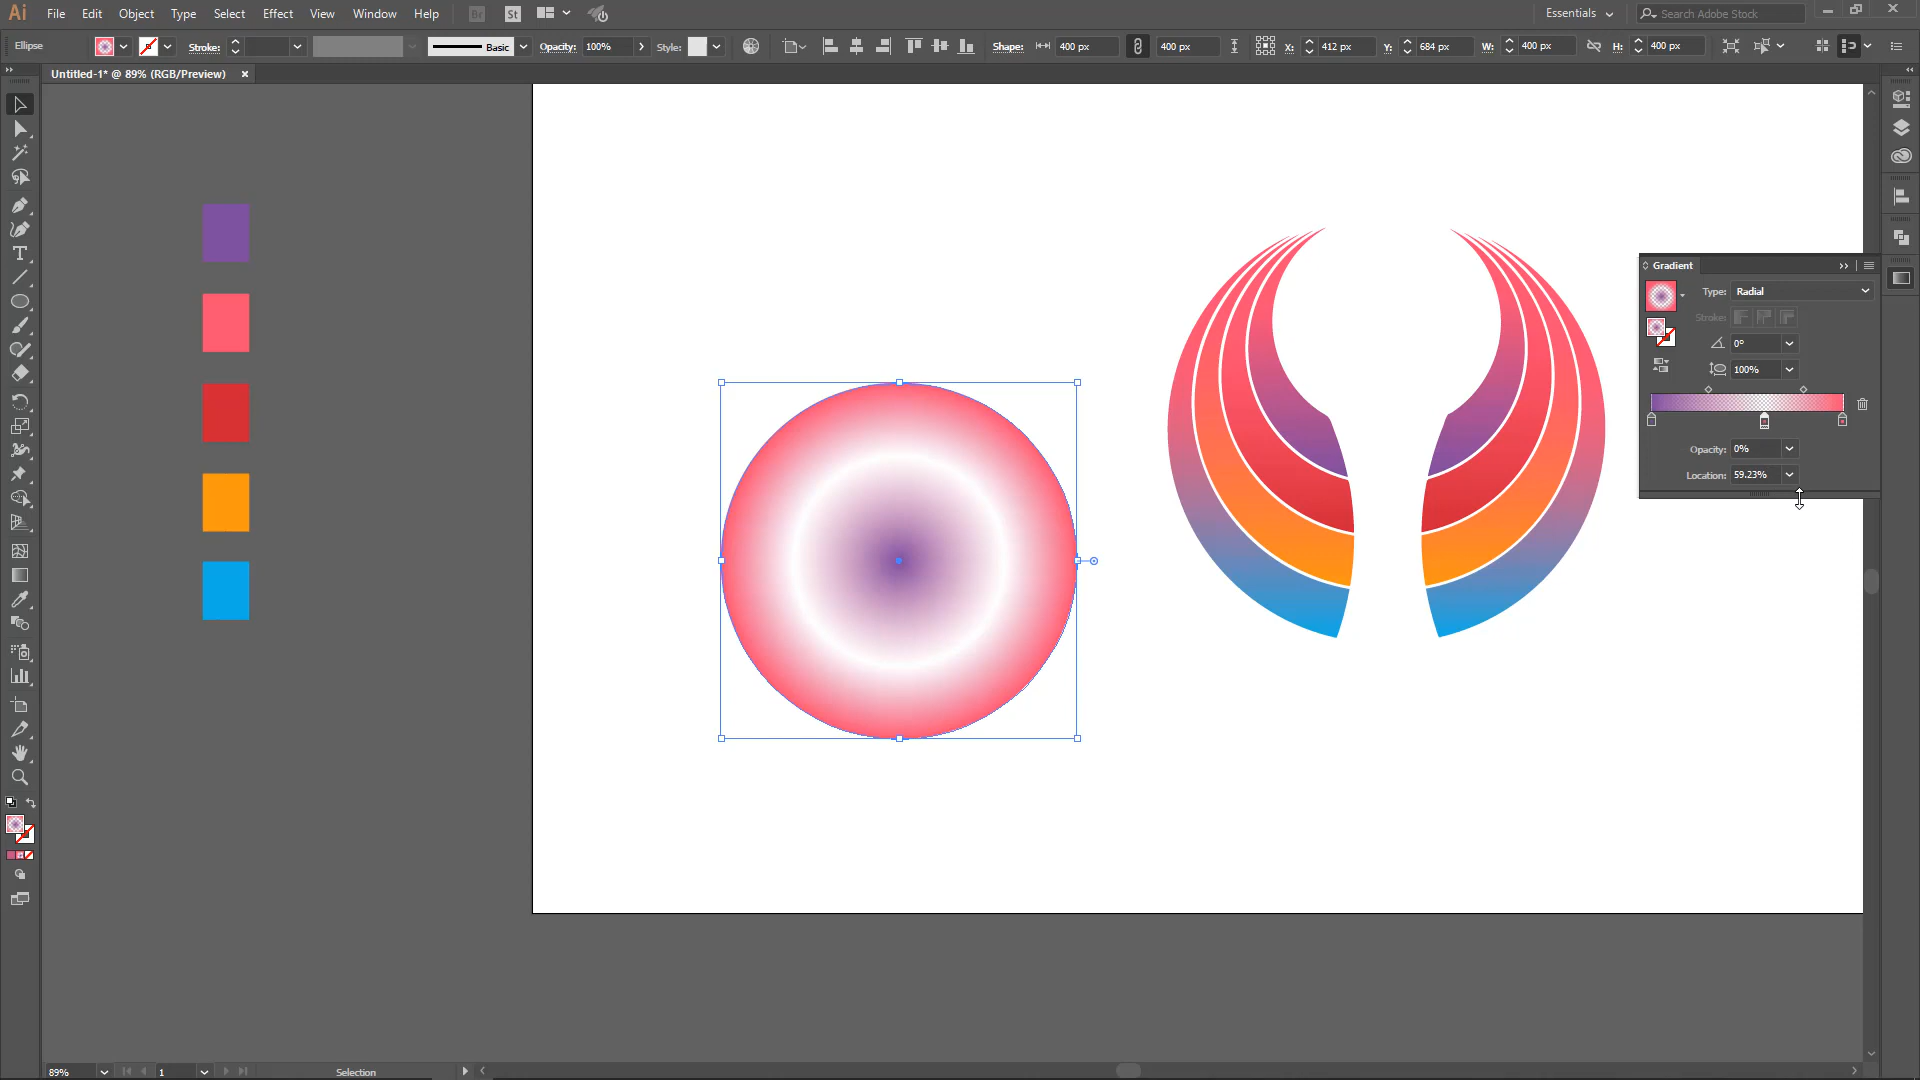 Ai File Edit Object Type Select Effect View Window Help Br St Essentials Search Adobe Stock
Ellipse Stroke: Basic Opacity: 100% Style: Shape: 400 px 400 px X: 412 px Y: 684 px W: 400 px H: 400 px
Untitled-1* @ 89% (RGB/Preview) ×
Gradient
Type: Radial
Stroke:
0°
100%
Opacity: 0%
Location: 59.23%
89% 1 Selection